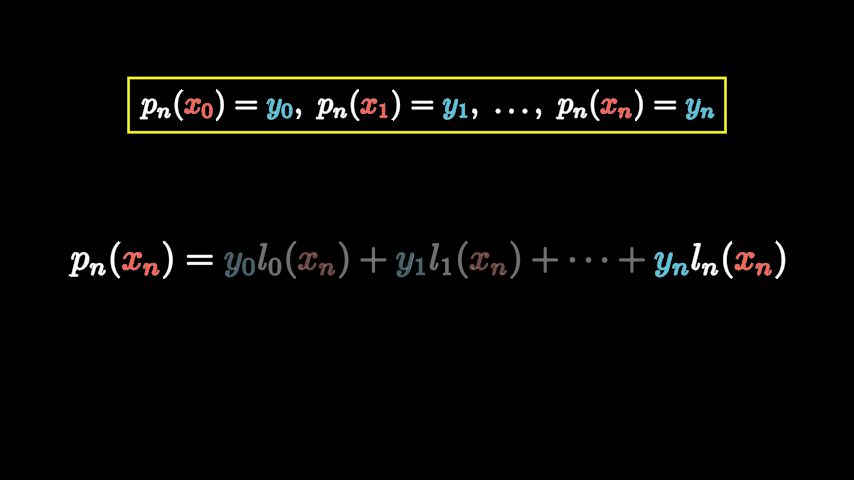 pₙ(x₀) = y₀, pₙ(x₁) = y₁, …, pₙ(xₙ) = yₙ
pₙ(xₙ) = y₀l₀(xₙ) + y₁l₁(xₙ) + ⋯ + yₙlₙ(xₙ)